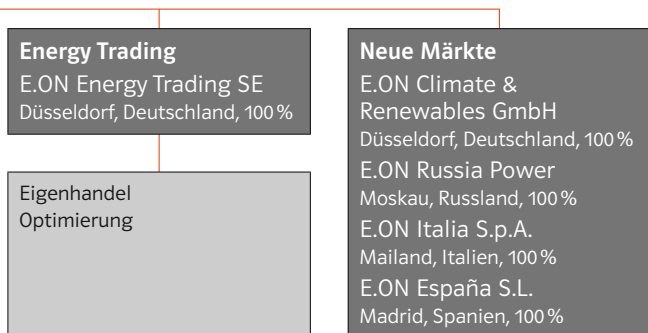 Energy Trading
E.ON Energy Trading SE
Düsseldorf, Deutschland, 100 %
Eigenhandel
Optimierung
Neue Märkte
E.ON Climate &
Renewables GmbH
Düsseldorf, Deutschland, 100 %
E.ON Russia Power
Moskau, Russland, 100 %
E.ON Italia S.p.A.
Mailand, Italien, 100 %
E.ON España S.L.
Madrid, Spanien, 100 %